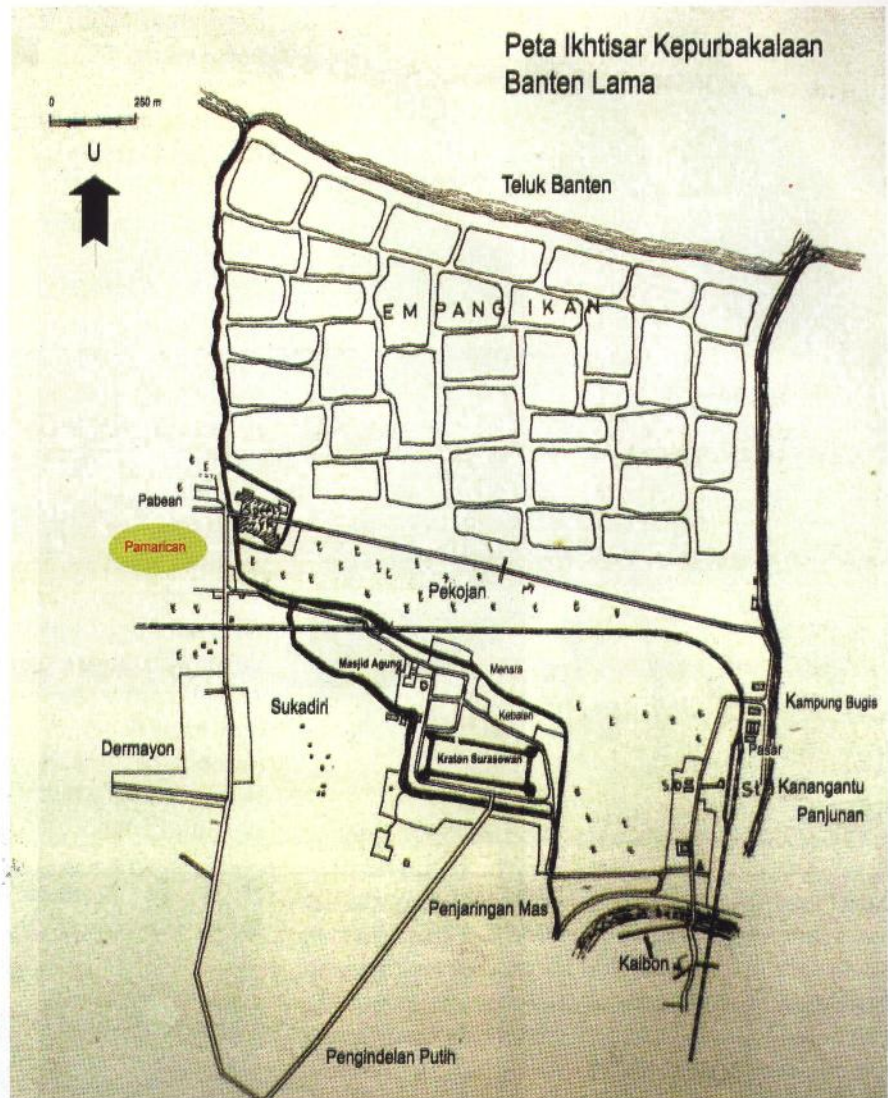 Peta Ikhtisar Kepurbakalaan
Banten Lama
0 250 m
U
Teluk Banten
EMPANG IKAN
Pabean
Pamarican
Pekojan
Masjid Agung
Menara
Kebalen
Sukadiri
Kampung Bugis
Dermayon
Kraton Surasowan
Pasar
St
Kanangantu
Panjunan
Penjaringan Mas
Kaibon
Pengindelan Putih